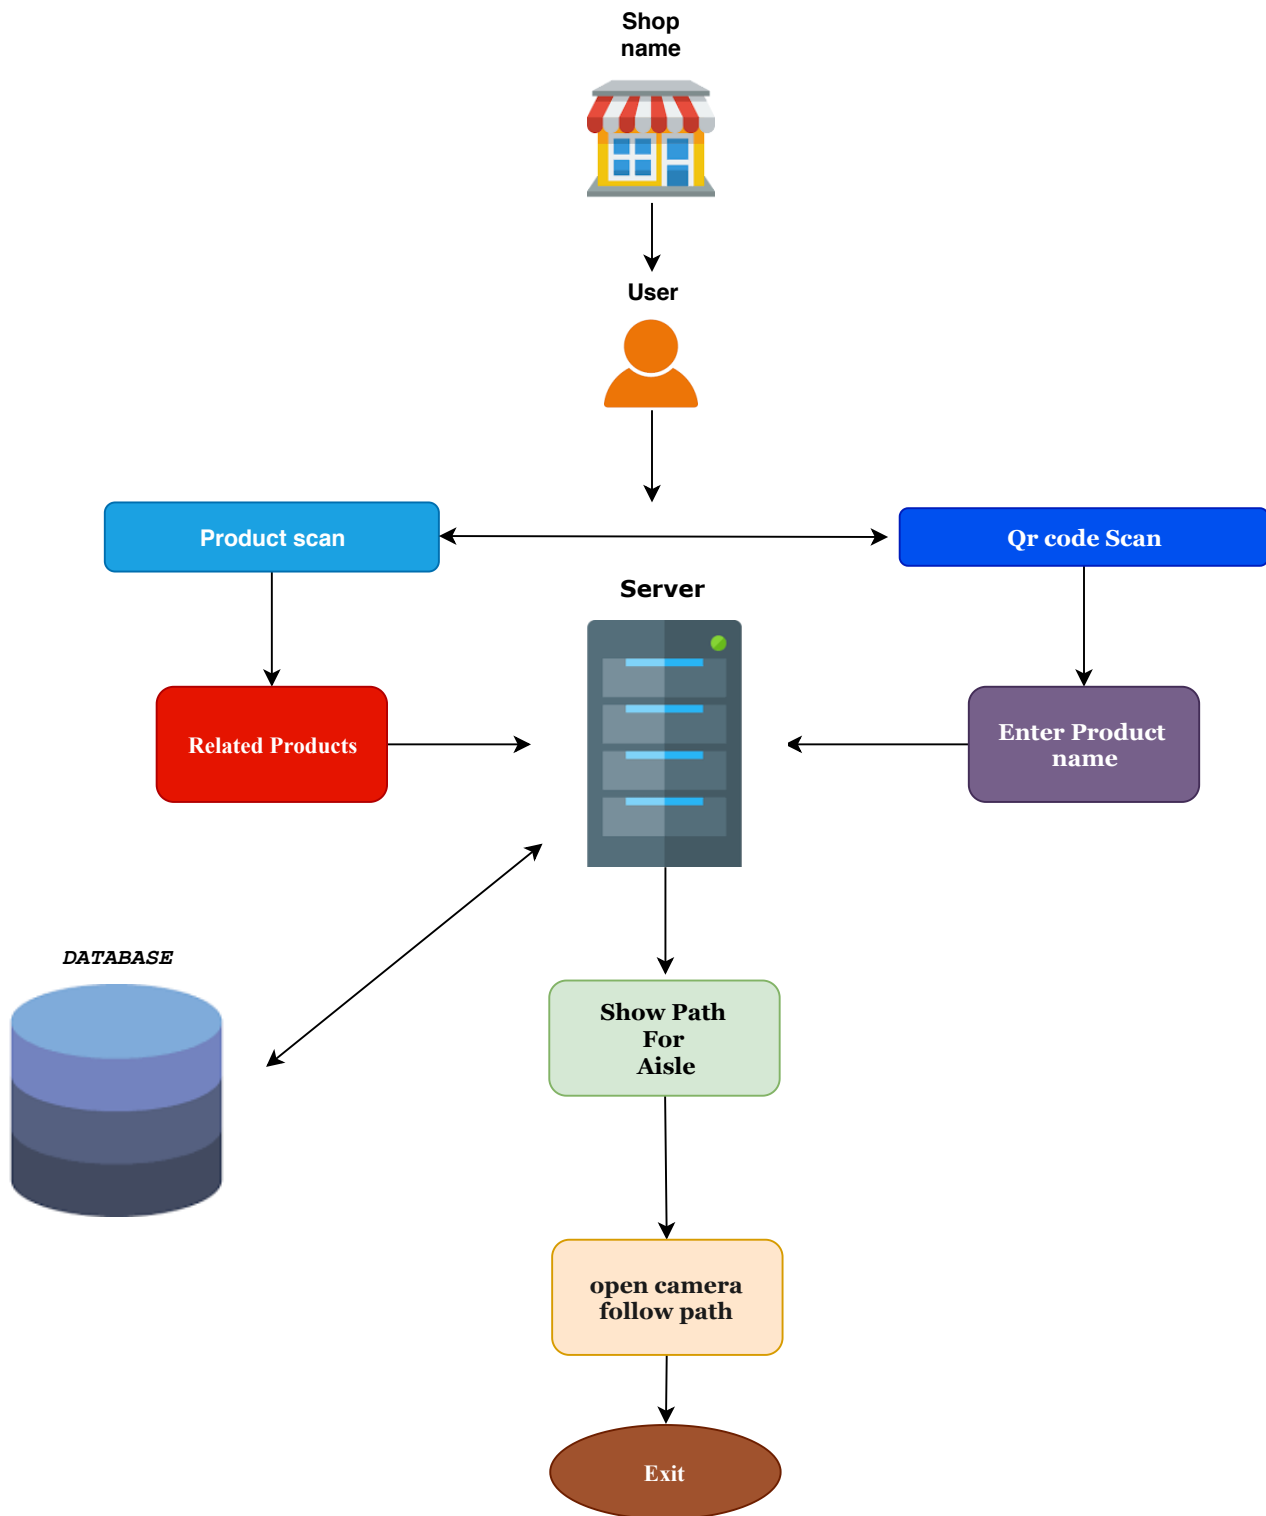 Shop
name
User
Product scan
Qr code Scan
Server
Related Products
Enter Product
name
DATABASE
Show Path
For
Aisle
open camera
follow path
Exit